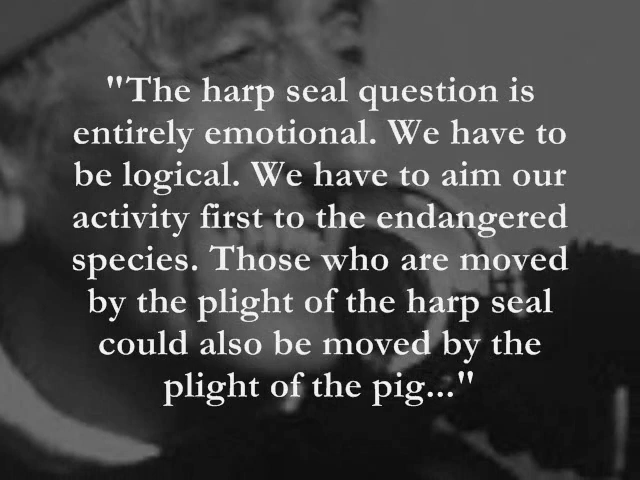 "The harp seal question is
entirely emotional. We have to
be logical. We have to aim our
activity first to the endangered
species. Those who are moved
by the plight of the harp seal
could also be moved by the
plight of the pig..."